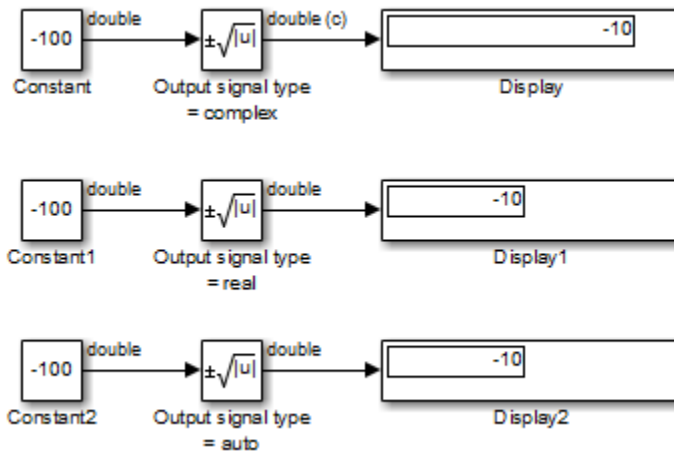 double double (c)
-100 ±√|u| -10
Constant Output signal type Display
= complex
double double
-100 ±√|u| -10
Constant1 Output signal type Display1
= real
double double
-100 ±√|u| -10
Constant2 Output signal type Display2
= auto